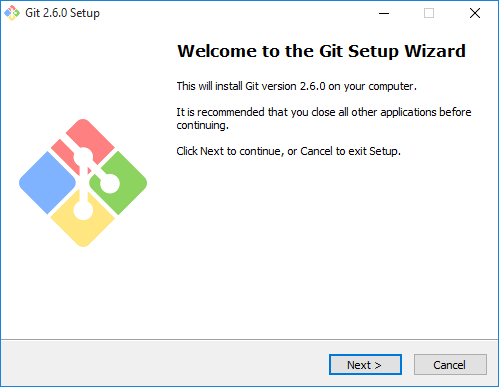 Git 2.6.0 Setup
Welcome to the Git Setup Wizard
This will install Git version 2.6.0 on your computer.
It is recommended that you close all other applications before
continuing.
Click Next to continue, or Cancel to exit Setup.
Next >
Cancel